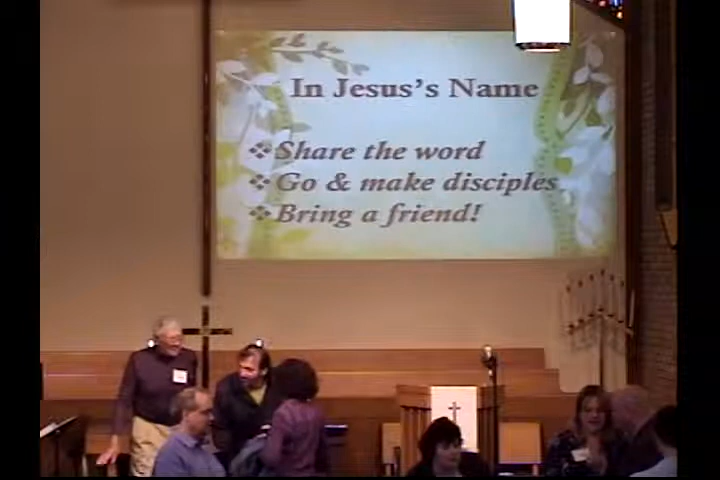 In Jesus's Name
❖Share the word
❖Go & make disciples
❖Bring a friend!